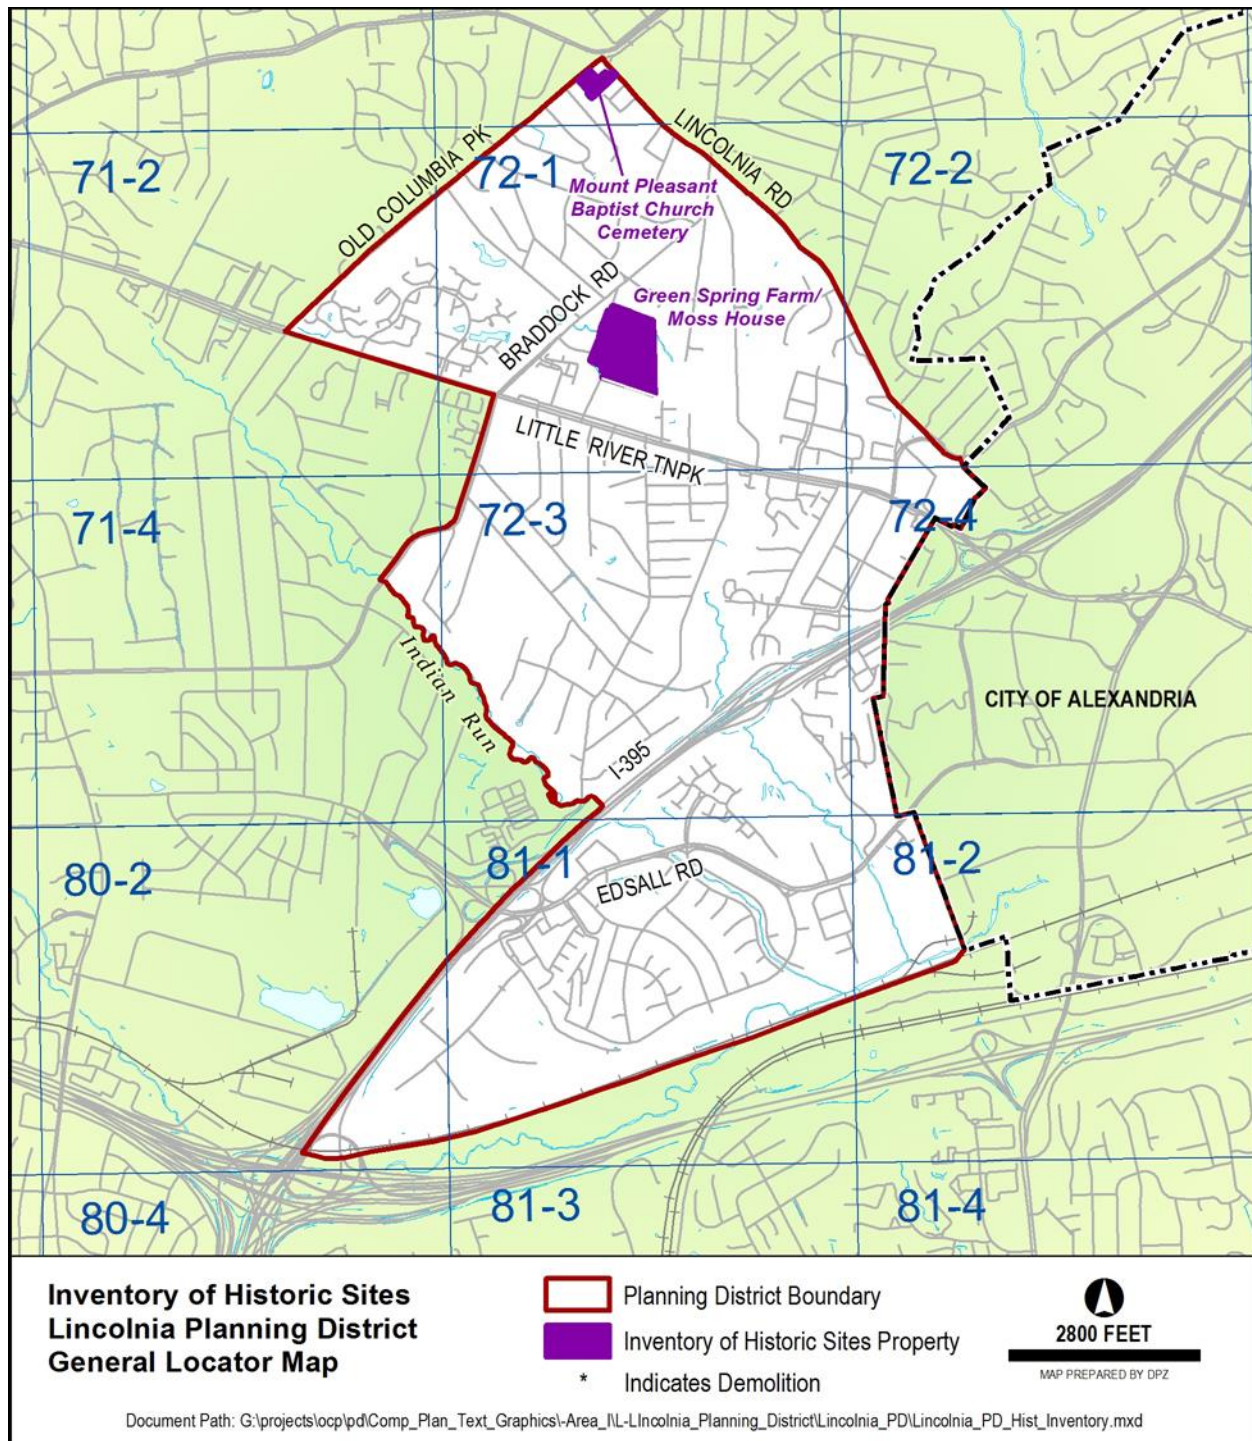 OLD COLUMBIA PK
LINCOLNIA RD
71-2
72-1
72-2
Mount Pleasant
Baptist Church
Cemetery
BRADDOCK RD
Green Spring Farm/
Moss House
LITTLE RIVER TNPK
71-4
72-3
72-4
Indian Run
CITY OF ALEXANDRIA
I-395
80-2
81-1
EDSALL RD
81-2
80-4
81-3
81-4
Inventory of Historic Sites
Lincolnia Planning District
General Locator Map
Planning District Boundary
Inventory of Historic Sites Property
* Indicates Demolition
2800 FEET
MAP PREPARED BY DPZ
Document Path: G:\projects\ocp\pd\Comp_Plan_Text_Graphics\-Area_I\L-LIncolnia_Planning_District\Lincolnia_PD\Lincolnia_PD_Hist_Inventory.mxd